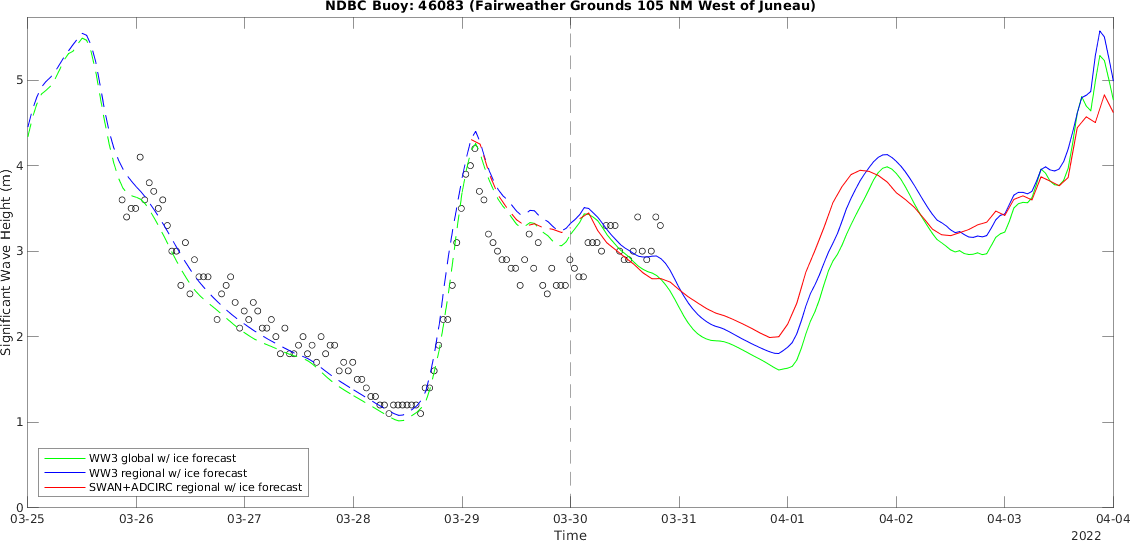 NDBC Buoy: 46083 (Fairweather Grounds 105 NM West of Juneau)
Significant Wave Height (m)
5
4
3
2
1
0
WW3 global w/ ice forecast
WW3 regional w/ ice forecast
SWAN+ADCIRC regional w/ ice forecast
03-25 03-26 03-27 03-28 03-29 03-30 03-31 04-01 04-02 04-03 04-04
Time
2022